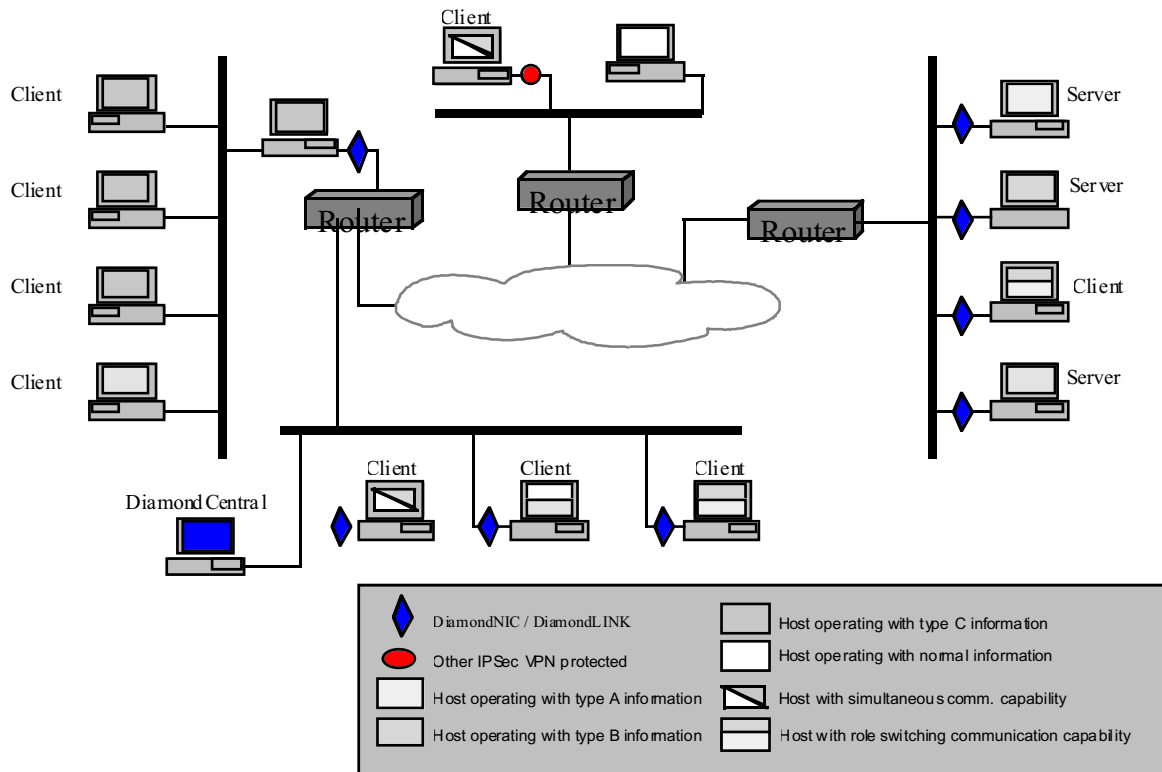 Client
Client
Server
Client
Server
Router
Router
Router
Client
Client
Client
Server
Client
Client
Client
DiamondCentral
DiamondNIC / DiamondLINK
Other IPSec VPN protected
Host operating with type A information
Host operating with type B information
Host operating with type C information
Host operating with normal information
Host with simultaneous comm. capability
Host with role switching communication capability